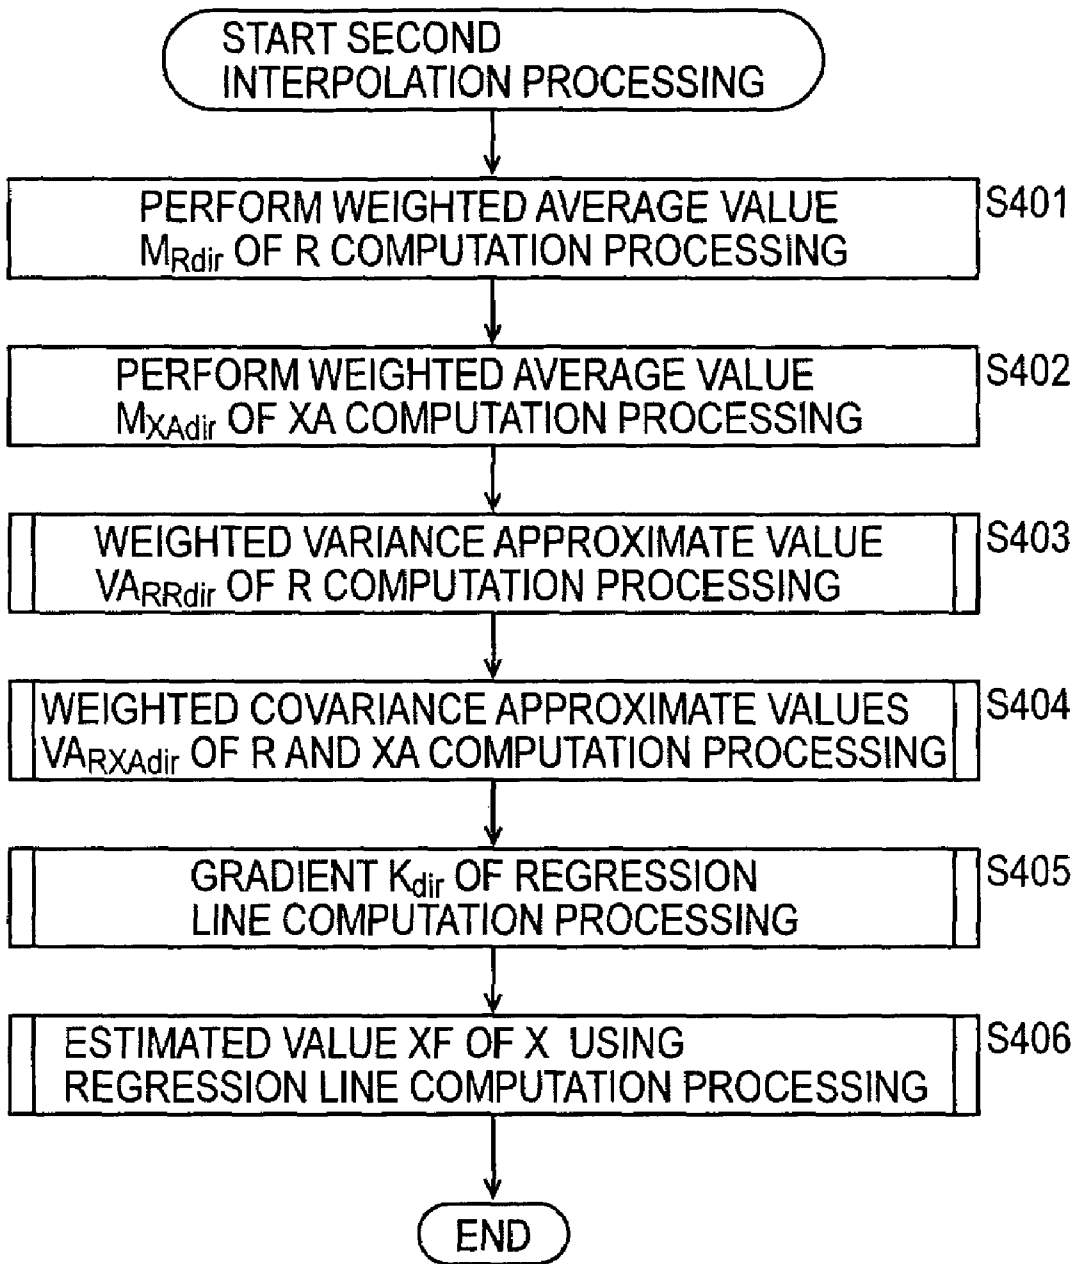 START SECOND
INTERPOLATION PROCESSING
PERFORM WEIGHTED AVERAGE VALUE
MRdir OF R COMPUTATION PROCESSING
S401
PERFORM WEIGHTED AVERAGE VALUE
MXAdir OF XA COMPUTATION PROCESSING
S402
WEIGHTED VARIANCE APPROXIMATE VALUE
VARRdir OF R COMPUTATION PROCESSING
S403
WEIGHTED COVARIANCE APPROXIMATE VALUES
VARXAdir OF R AND XA COMPUTATION PROCESSING
S404
GRADIENT Kdir OF REGRESSION
LINE COMPUTATION PROCESSING
S405
ESTIMATED VALUE XF OF X USING
REGRESSION LINE COMPUTATION PROCESSING
S406
END